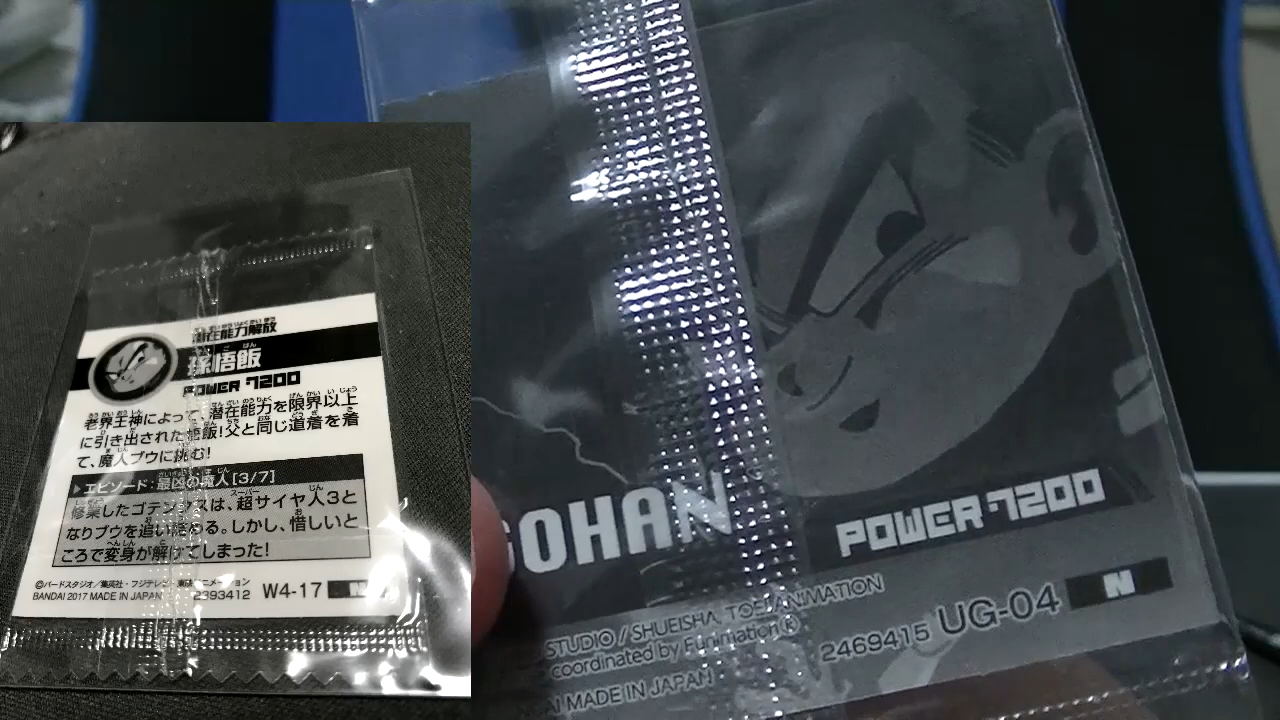 潜在能力解放
孫悟飯
POWER 7200
老界王神によって、潜在能力を限界以上
に引き出された悟飯!父と同じ道着を着
て、魔人ブウに挑む!
エピソード・最凶の魔人[3/7]
修業したゴテンクスは、超サイヤ人3と
なりブウを追い詰める。しかし、惜しいと
ころで変身が解けてしまった!
©バードスタジオ/集英社・フジテレビ・東映アニメーション
BANDAI 2017 MADE IN JAPAN 2393412 W4-17 N
GOHAN
POWER 7200
STUDIO / SHUEISHA, TOEI ANIMATION
coordinated by Funimation®
2469415 UG-04 N
AI MADE IN JAPAN